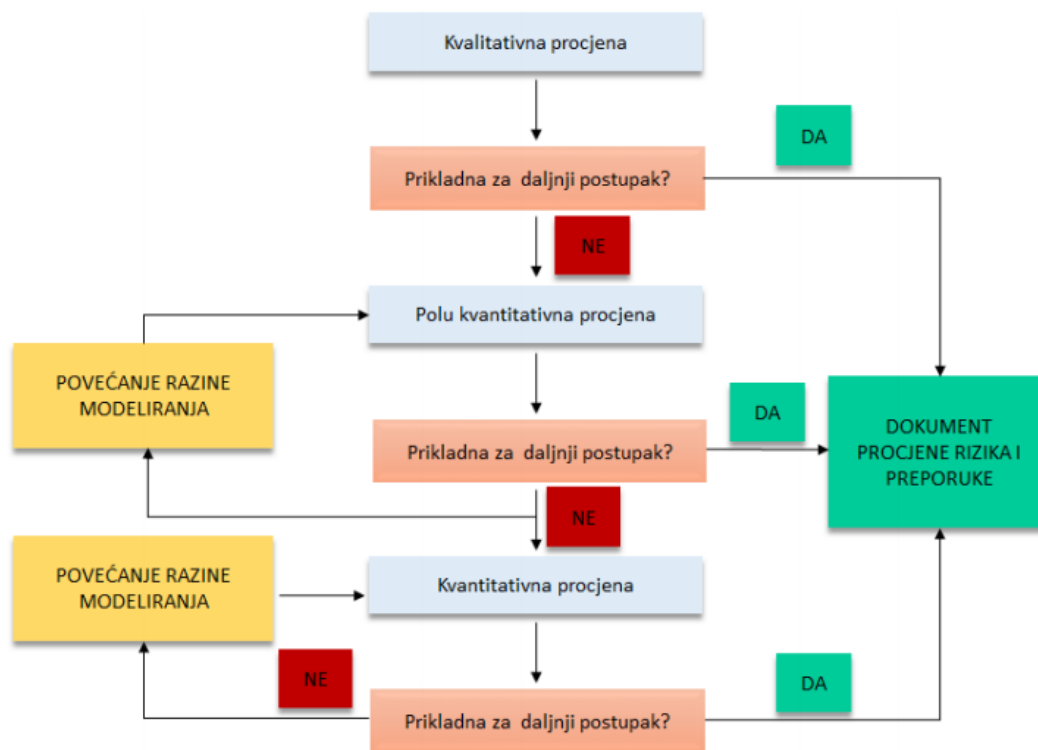 Kvalitativna procjena
DA
Prikladna za daljnji postupak?
NE
Polu kvantitativna procjena
POVEĆANJE RAZINE
MODELIRANJA
DA
Prikladna za daljnji postupak?
DOKUMENT
PROCJENE RIZIKA I
PREPORUKE
NE
POVEĆANJE RAZINE
MODELIRANJA
Kvantitativna procjena
NE
DA
Prikladna za daljnji postupak?